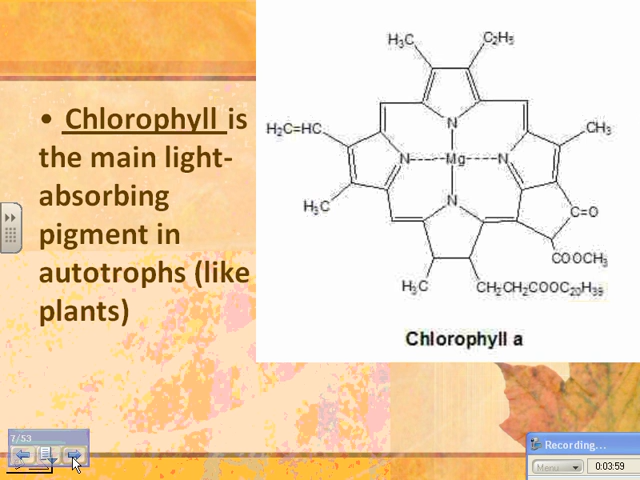 • Chlorophyll is
the main light-
absorbing
pigment in
autotrophs (like
plants)
H₃C
C₂H₅
H₂C=HC
N
CH₃
N
Mg
N
H₃C
N
C=O
COOCH₃
H₃C
CH₂CH₂COOC₂₀H₃₉
Chlorophyll a
7/53
Recording...
Menu
0:03:59